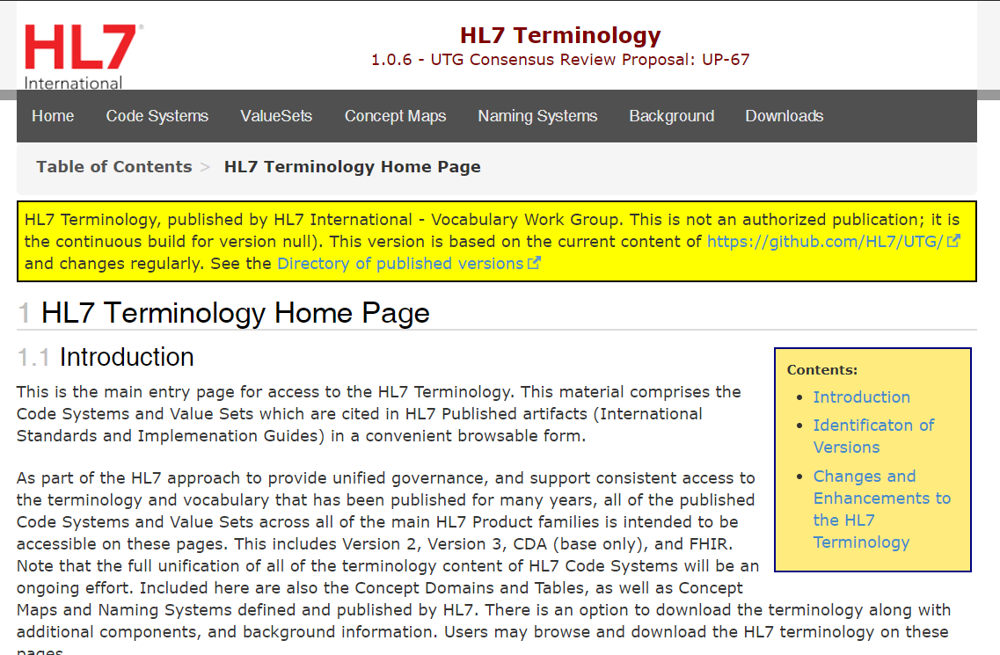 HL7®
International
HL7 Terminology
1.0.6 - UTG Consensus Review Proposal: UP-67
Home Code Systems ValueSets Concept Maps Naming Systems Background Downloads
Table of Contents > HL7 Terminology Home Page
HL7 Terminology, published by HL7 International - Vocabulary Work Group. This is not an authorized publication; it is
the continuous build for version null). This version is based on the current content of https://github.com/HL7/UTG/
and changes regularly. See the Directory of published versions
1 HL7 Terminology Home Page
1.1 Introduction
This is the main entry page for access to the HL7 Terminology. This material comprises the
Code Systems and Value Sets which are cited in HL7 Published artifacts (International
Standards and Implemenation Guides) in a convenient browsable form.
Contents:
• Introduction
• Identificaton of
Versions
• Changes and
Enhancements to
the HL7
Terminology
As part of the HL7 approach to provide unified governance, and support consistent access to
the terminology and vocabulary that has been published for many years, all of the published
Code Systems and Value Sets across all of the main HL7 Product families is intended to be
accessible on these pages. This includes Version 2, Version 3, CDA (base only), and FHIR.
Note that the full unification of all of the terminology content of HL7 Code Systems will be an
ongoing effort. Included here are also the Concept Domains and Tables, as well as Concept
Maps and Naming Systems defined and published by HL7. There is an option to download the terminology along with
additional components, and background information. Users may browse and download the HL7 terminology on these
pages.